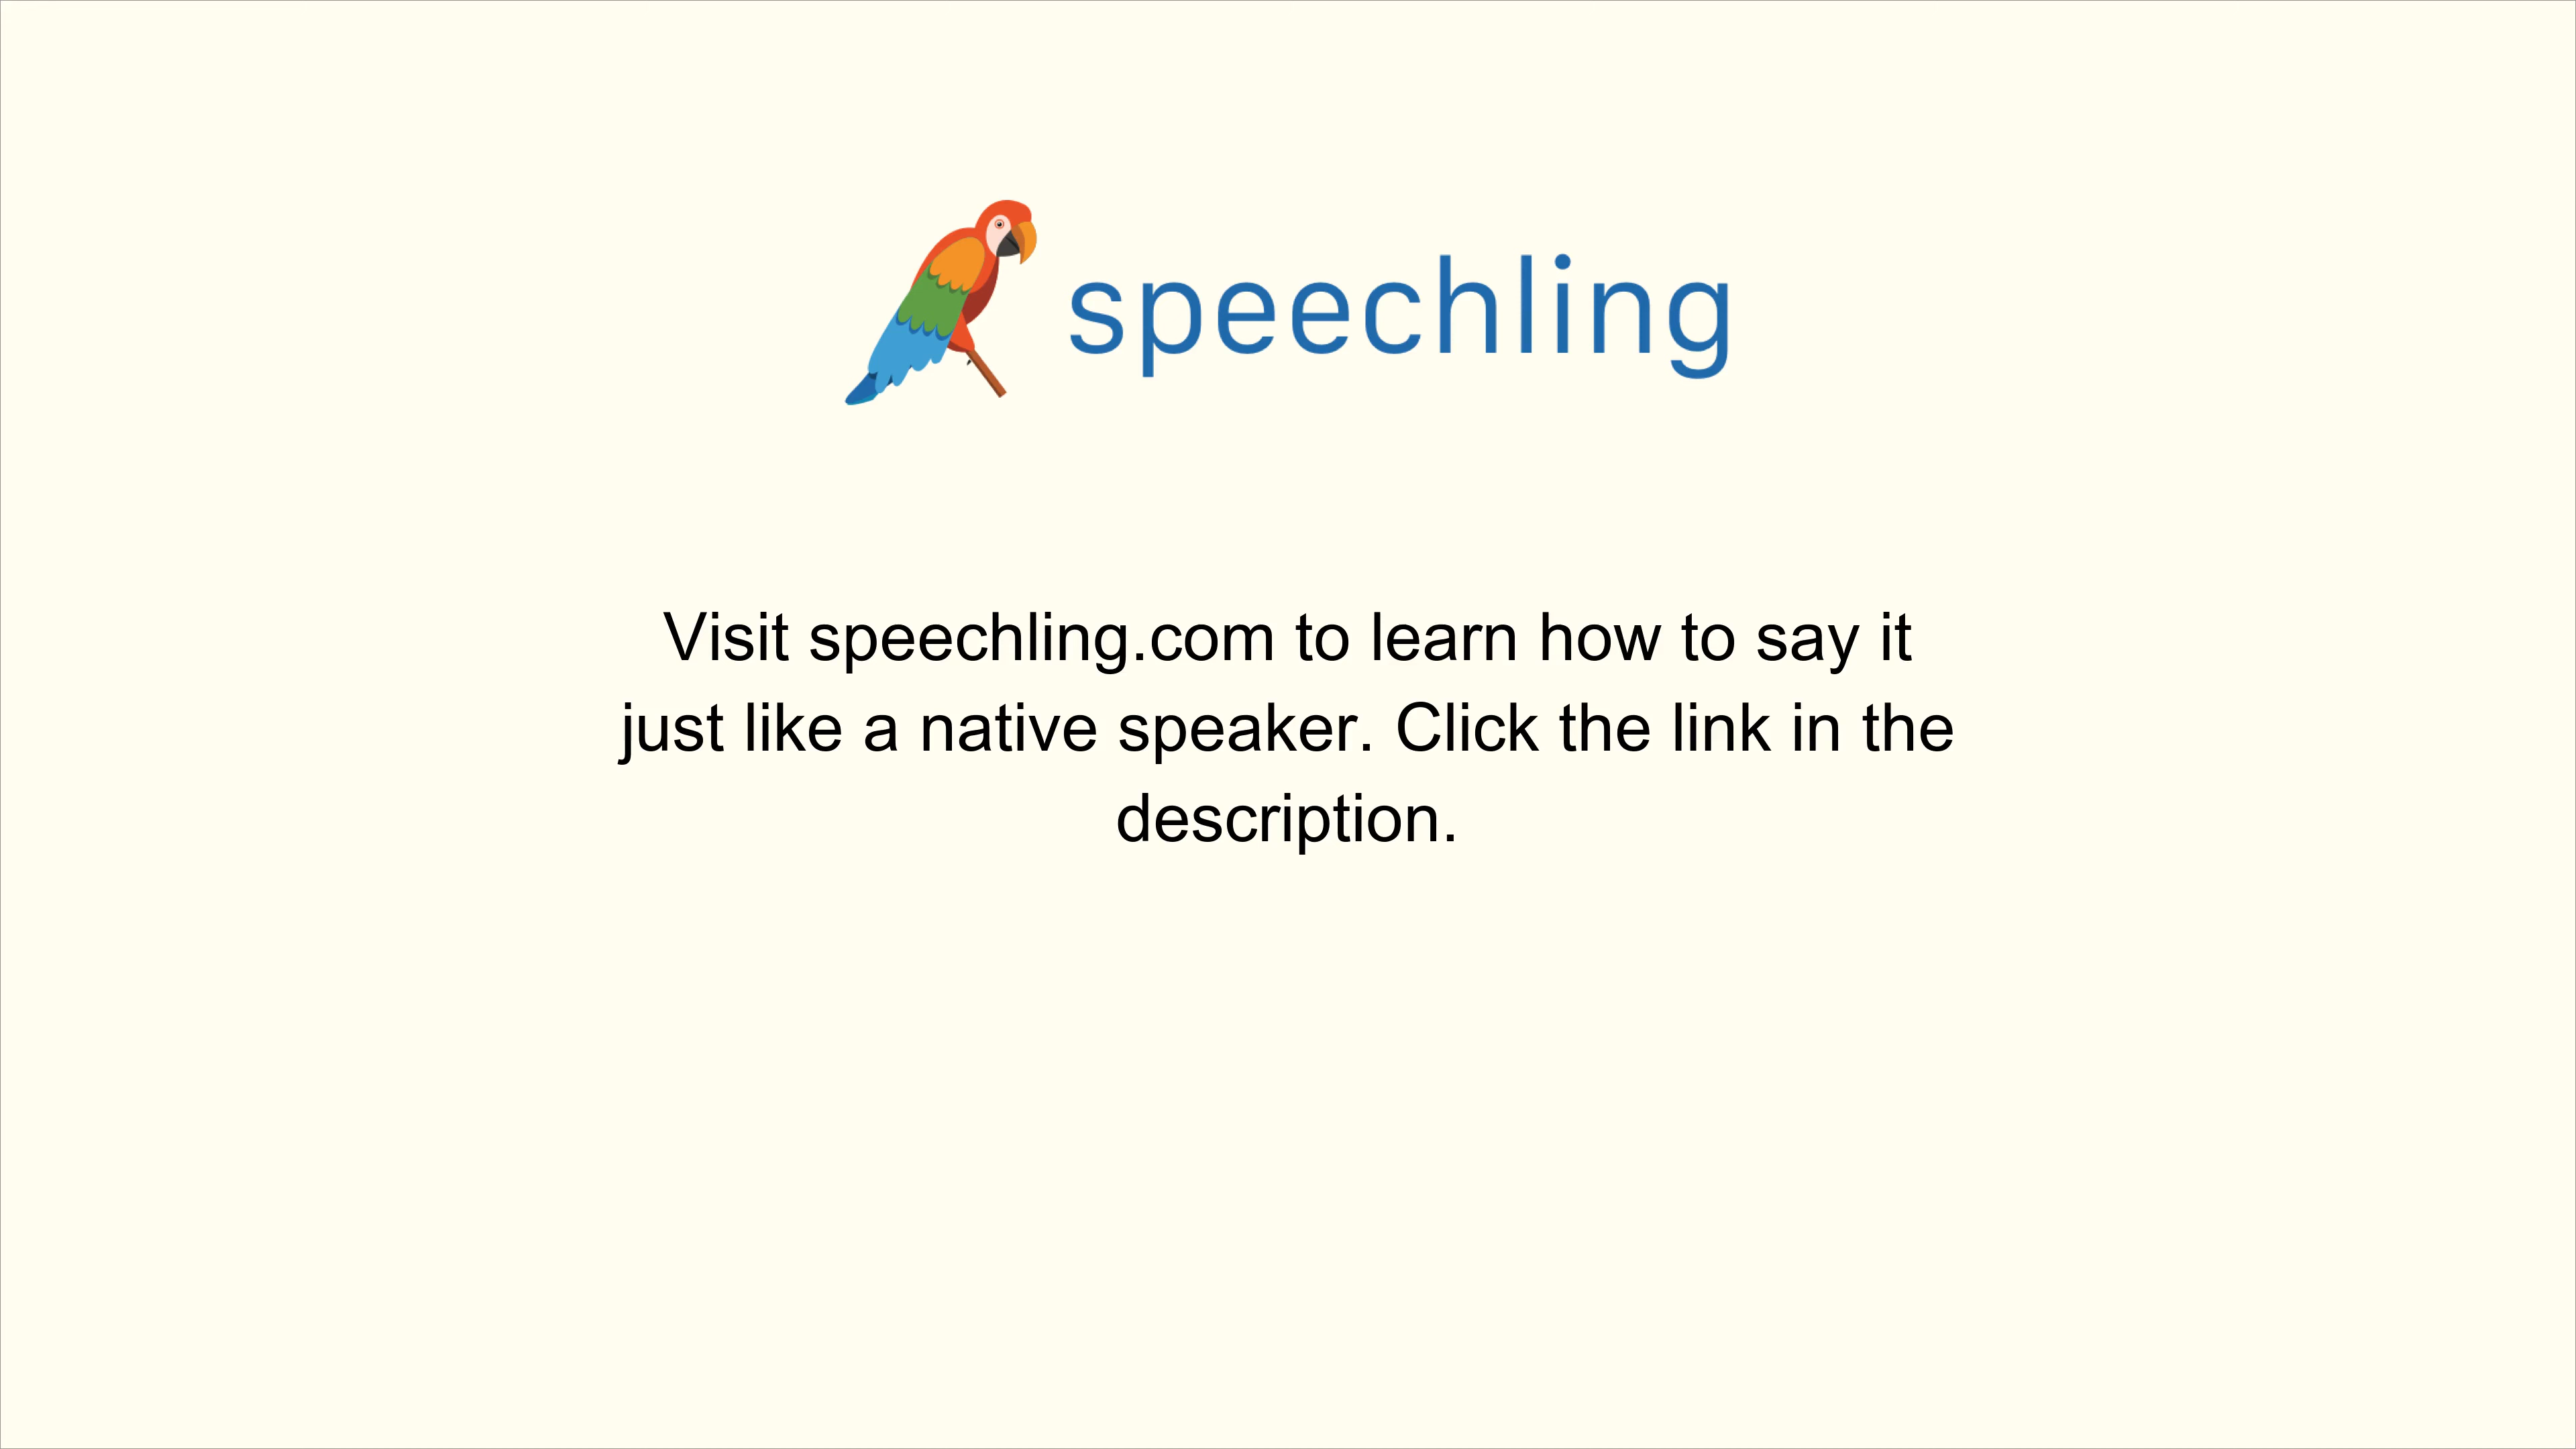 speechling
Visit speechling.com to learn how to say it
just like a native speaker. Click the link in the
description.